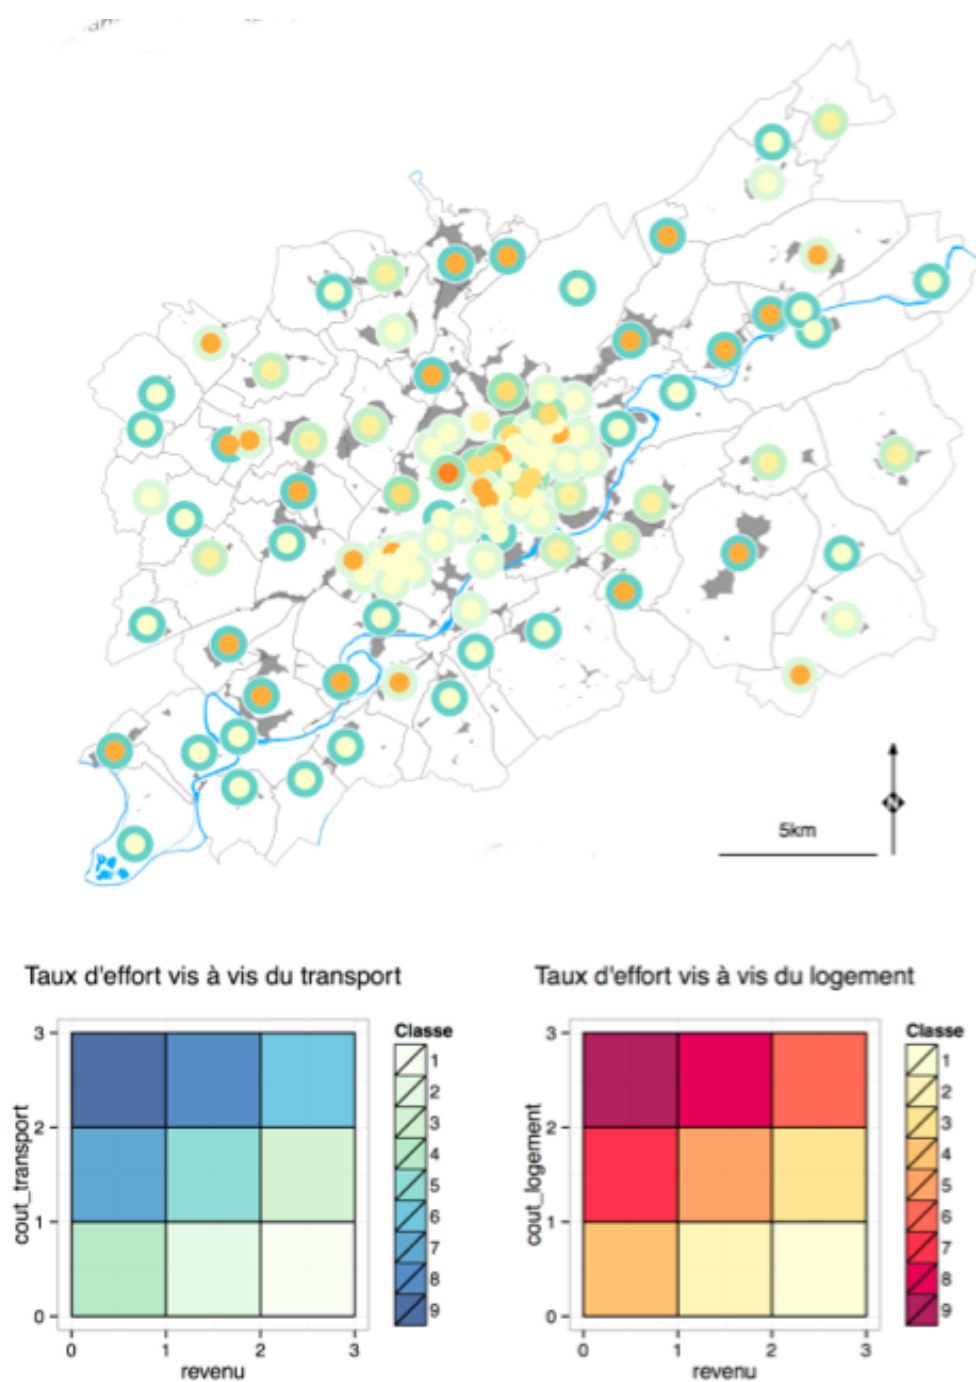 N
5km
Taux d'effort vis à vis du transport
Taux d'effort vis à vis du logement
3
2
1
0
cout_transport
0 1 2 3
revenu
Classe
1
2
3
4
5
6
7
8
9
3
2
1
0
cout_logement
0 1 2 3
revenu
Classe
1
2
3
4
5
6
7
8
9